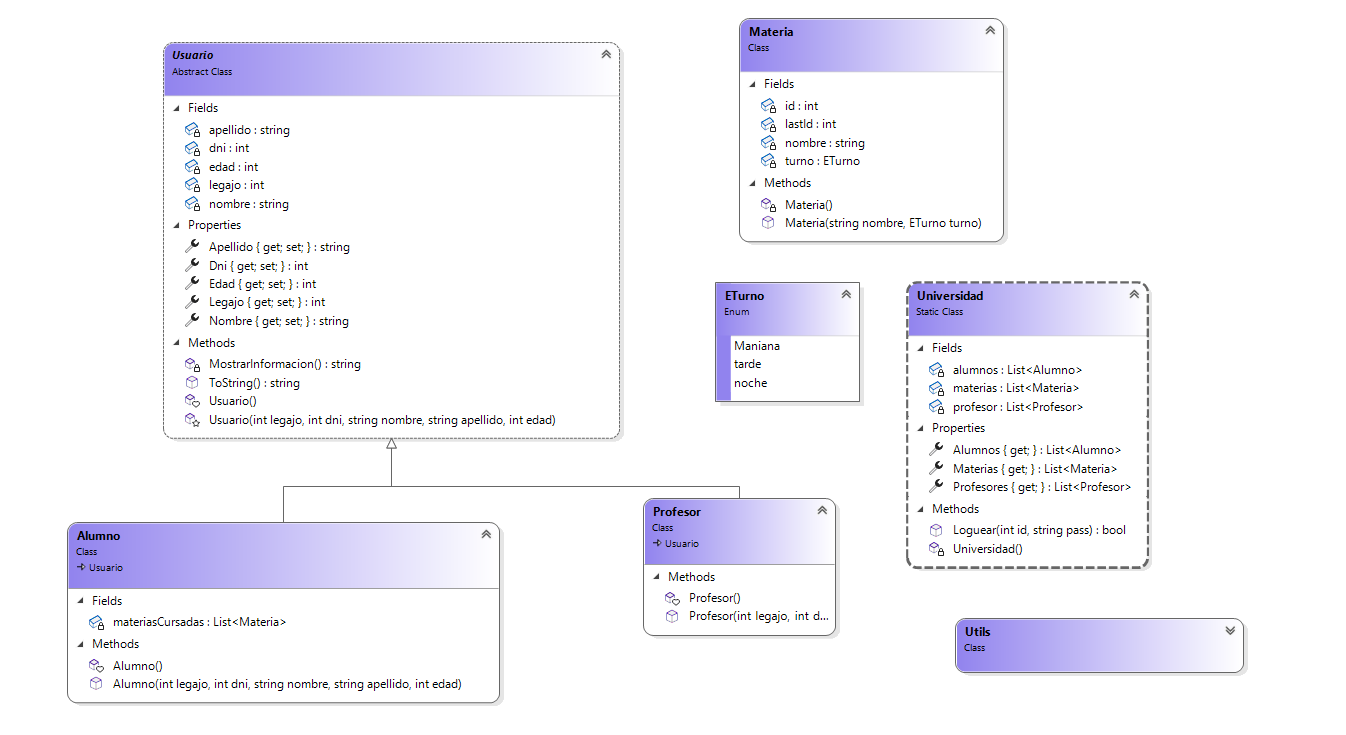 Usuario
Abstract Class
Fields
apellido : string
dni : int
edad : int
legajo : int
nombre : string
Properties
Apellido { get; set; } : string
Dni { get; set; } : int
Edad { get; set; } : int
Legajo { get; set; } : int
Nombre { get; set; } : string
Methods
MostrarInformacion() : string
ToString() : string
Usuario()
Usuario(int legajo, int dni, string nombre, string apellido, int edad)
Materia
Class
Fields
id : int
lastId : int
nombre : string
turno : ETurno
Methods
Materia()
Materia(string nombre, ETurno turno)
ETurno
Enum
Maniana
tarde
noche
Universidad
Static Class
Fields
alumnos : List<Alumno>
materias : List<Materia>
profesor : List<Profesor>
Properties
Alumnos { get; } : List<Alumno>
Materias { get; } : List<Materia>
Profesores { get; } : List<Profesor>
Methods
Loguear(int id, string pass) : bool
Universidad()
Alumno
Class
Usuario
Fields
materiasCursadas : List<Materia>
Methods
Alumno()
Alumno(int legajo, int dni, string nombre, string apellido, int edad)
Profesor
Class
Usuario
Methods
Profesor()
Profesor(int legajo, int d...
Utils
Class